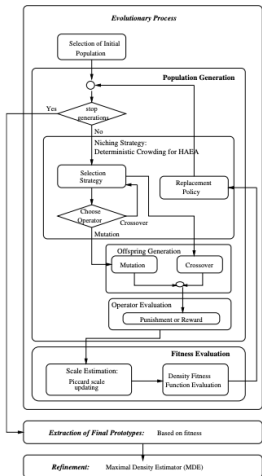 Evolutionary Process
Selection of Initial
Population
Population Generation
Yes
stop
generations
No
Niching Strategy:
Deterministic Crowding for HAEA
Selection
Strategy
Replacement
Policy
Choose
Operator
Crossover
Mutation
Offspring Generation
Mutation
Crossover
Operator Evaluation
Punishment or Reward
Fitness Evaluation
Scale Estimation:
Piccard scale
updating
Density Fitness
Function Evaluation
Extraction of Final Prototypes: Based on fitness
Refinement: Maximal Density Estimator (MDE)